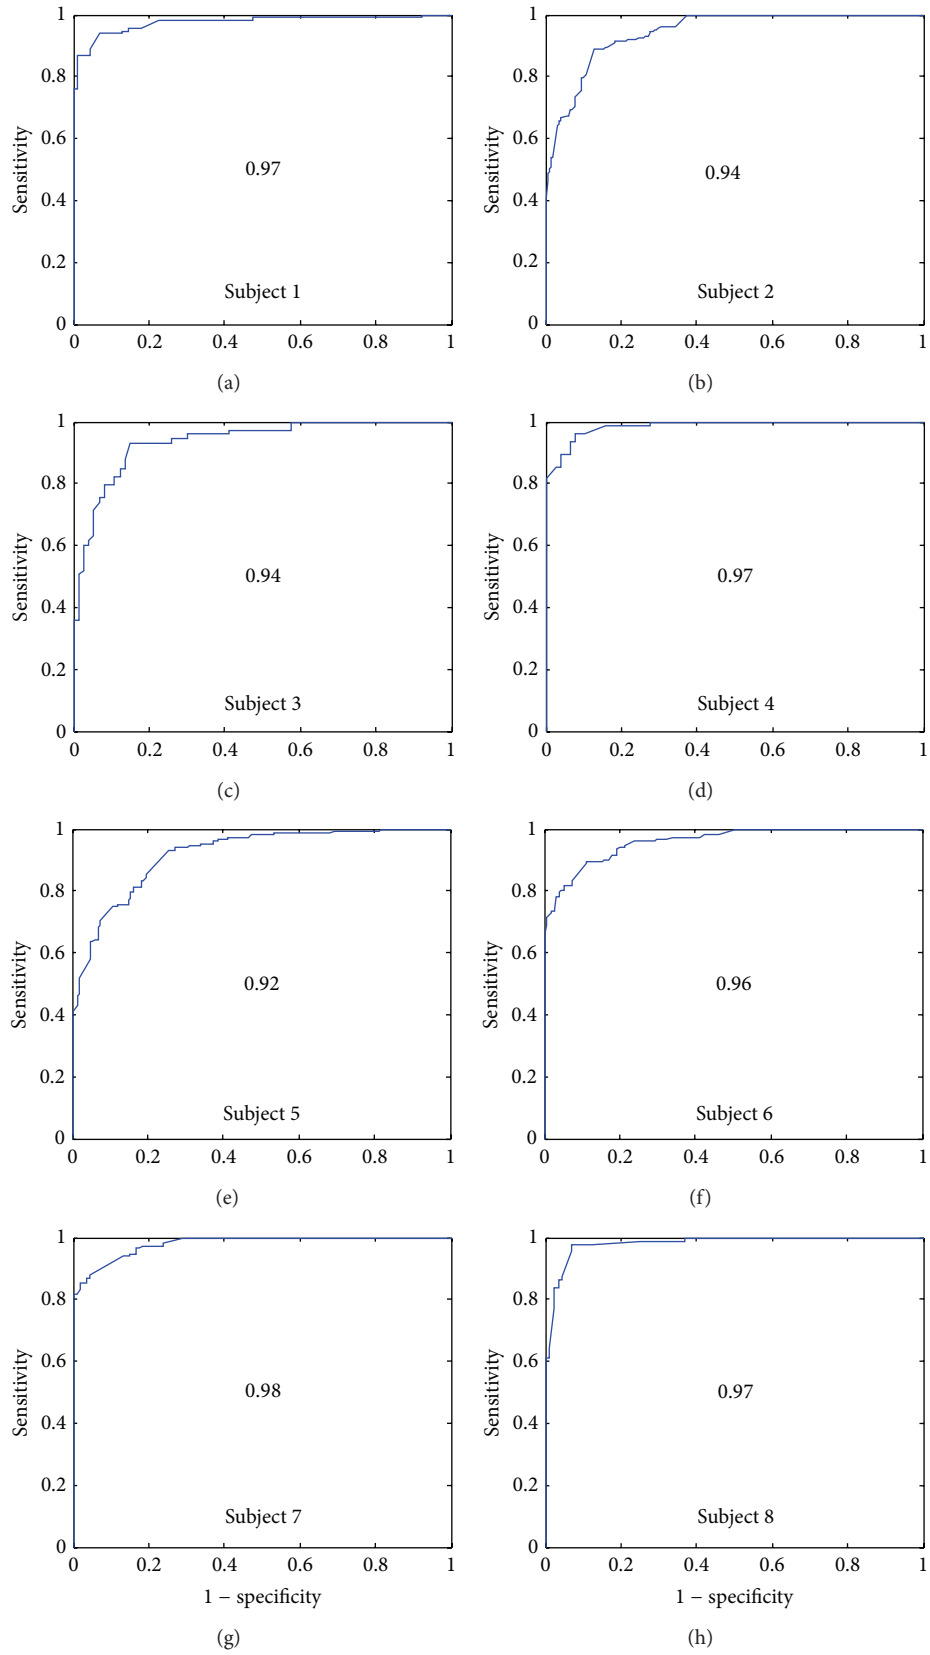 1
0.8
0.6
0.4
0.2
0
Sensitivity
0.97
Subject 1
0 0.2 0.4 0.6 0.8 1
(a)
1
0.8
0.6
0.4
0.2
0
Sensitivity
0.94
Subject 2
0 0.2 0.4 0.6 0.8 1
(b)
1
0.8
0.6
0.4
0.2
0
Sensitivity
0.94
Subject 3
0 0.2 0.4 0.6 0.8 1
(c)
1
0.8
0.6
0.4
0.2
0
Sensitivity
0.97
Subject 4
0 0.2 0.4 0.6 0.8 1
(d)
1
0.8
0.6
0.4
0.2
0
Sensitivity
0.92
Subject 5
0 0.2 0.4 0.6 0.8 1
(e)
1
0.8
0.6
0.4
0.2
0
Sensitivity
0.96
Subject 6
0 0.2 0.4 0.6 0.8 1
(f)
1
0.8
0.6
0.4
0.2
0
Sensitivity
0.98
Subject 7
0 0.2 0.4 0.6 0.8 1
1 − specificity
(g)
1
0.8
0.6
0.4
0.2
0
Sensitivity
0.97
Subject 8
0 0.2 0.4 0.6 0.8 1
1 − specificity
(h)